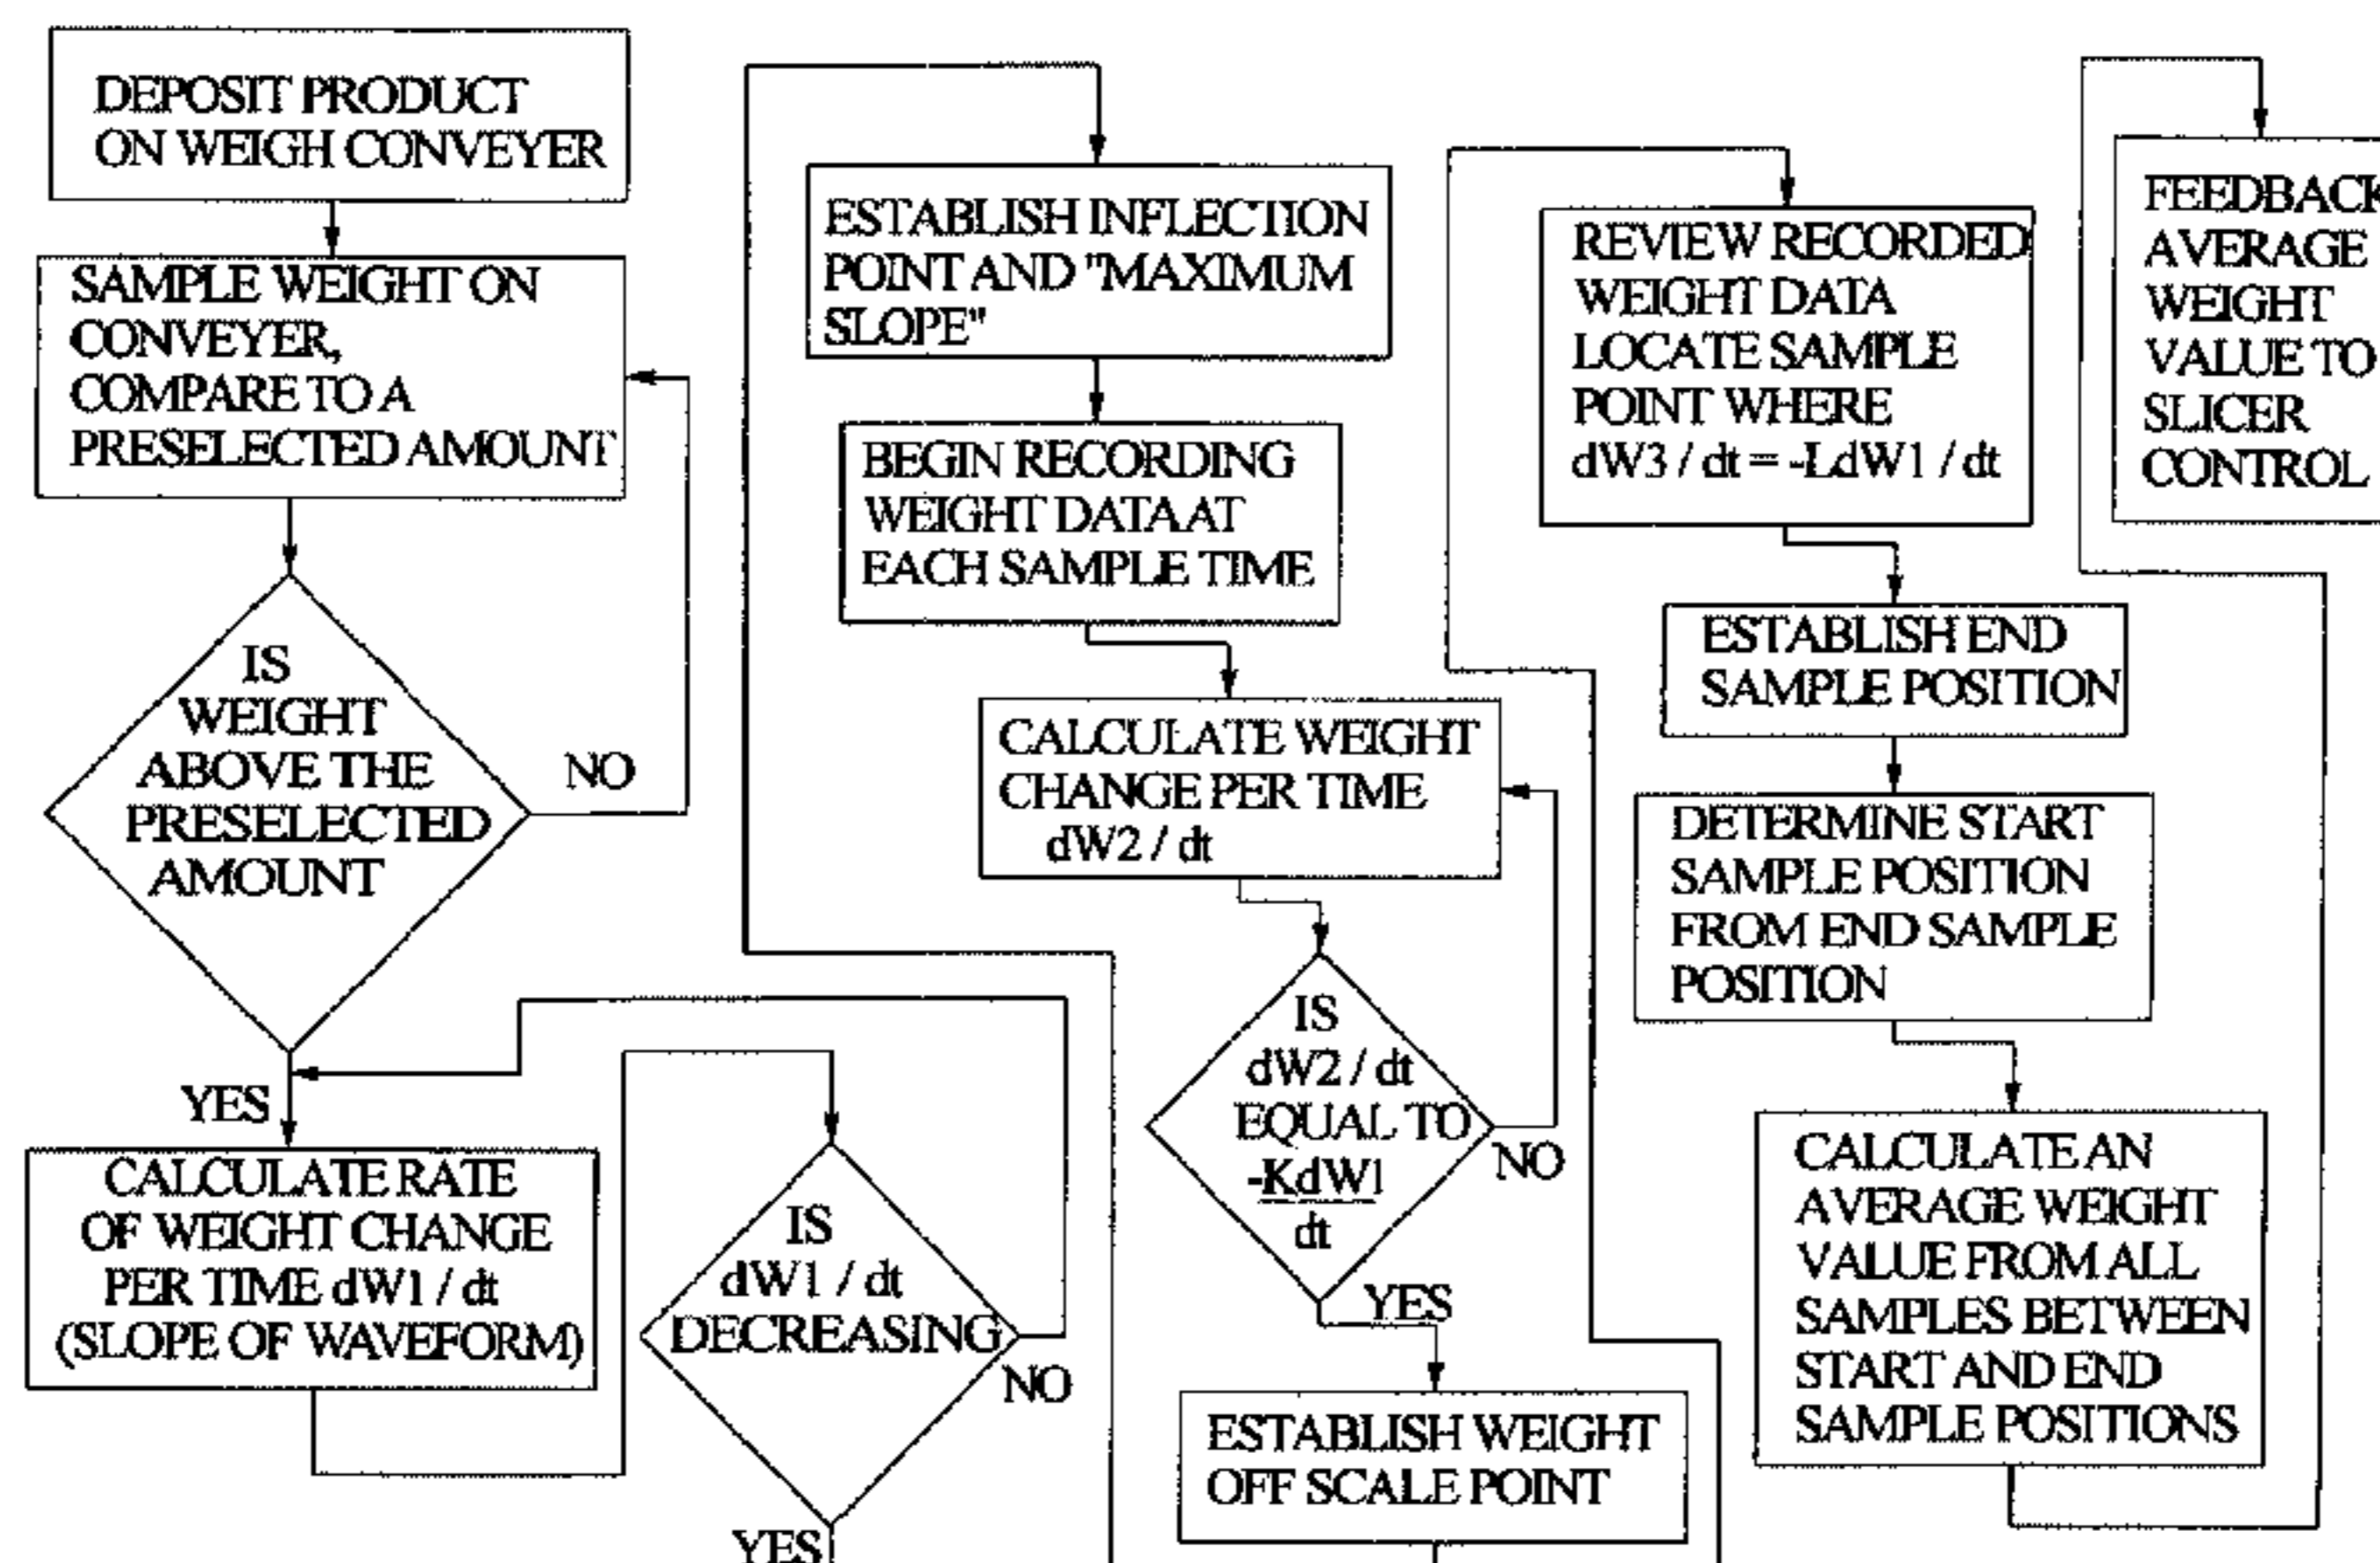 DEPOSIT PRODUCT
ON WEIGH CONVEYER
SAMPLE WEIGHT ON
CONVEYER,
COMPARE TO A
PRESELECTED AMOUNT
IS
WEIGHT
ABOVE THE
PRESELECTED
AMOUNT
NO
YES
CALCULATE RATE
OF WEIGHT CHANGE
PER TIME dW1 / dt
(SLOPE OF WAVEFORM)
IS
dW1 / dt
DECREASING
NO
YES
ESTABLISH INFLECTION
POINT AND "MAXIMUM
SLOPE"
BEGIN RECORDING
WEIGHT DATA AT
EACH SAMPLE TIME
CALCULATE WEIGHT
CHANGE PER TIME
dW2 / dt
IS
dW2 / dt
EQUAL TO
-KdW1
dt
NO
YES
ESTABLISH WEIGHT
OFF SCALE POINT
REVIEW RECORDED
WEIGHT DATA
LOCATE SAMPLE
POINT WHERE
dW3 / dt = -LdW1 / dt
ESTABLISH END
SAMPLE POSITION
DETERMINE START
SAMPLE POSITION
FROM END SAMPLE
POSITION
CALCULATE AN
AVERAGE WEIGHT
VALUE FROM ALL
SAMPLES BETWEEN
START AND END
SAMPLE POSITIONS
FEEDBACK
AVERAGE
WEIGHT
VALUE TO
SLICER
CONTROL